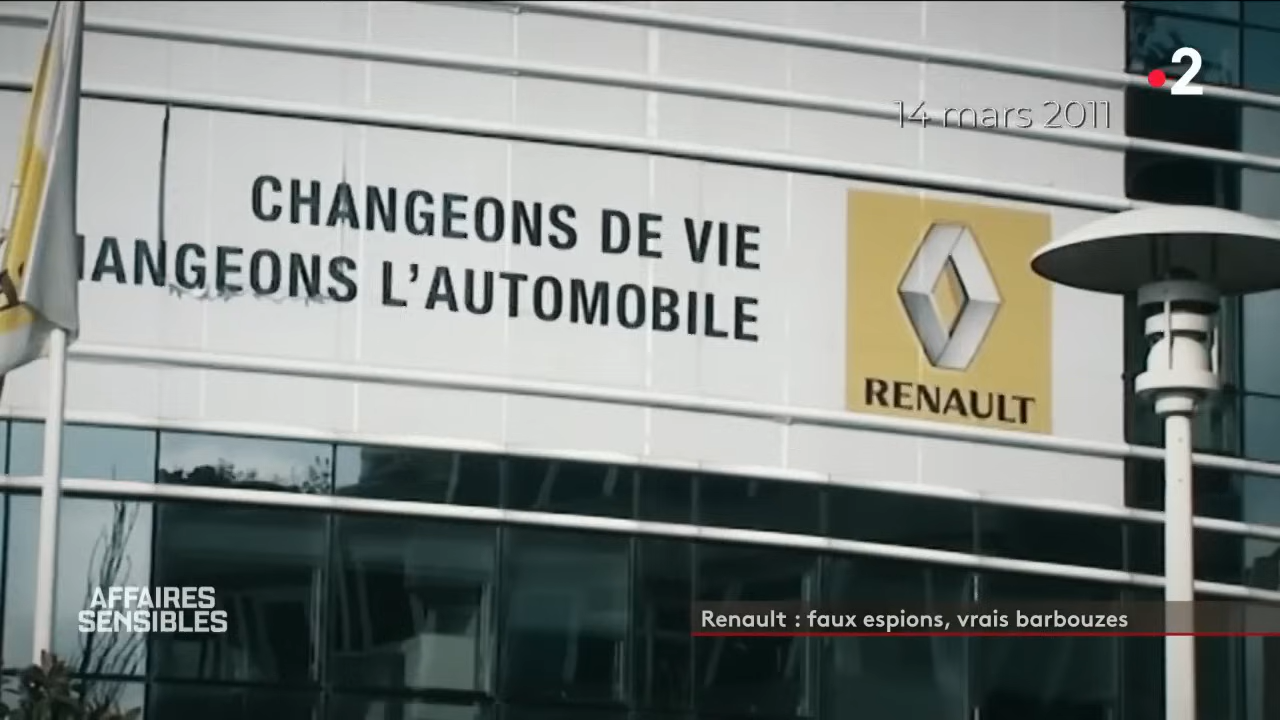 2
14 mars 2011
CHANGEONS DE VIE
HANGEONS L'AUTOMOBILE
RENAULT
AFFAIRES
SENSIBLES
Renault : faux espions, vrais barbouzes